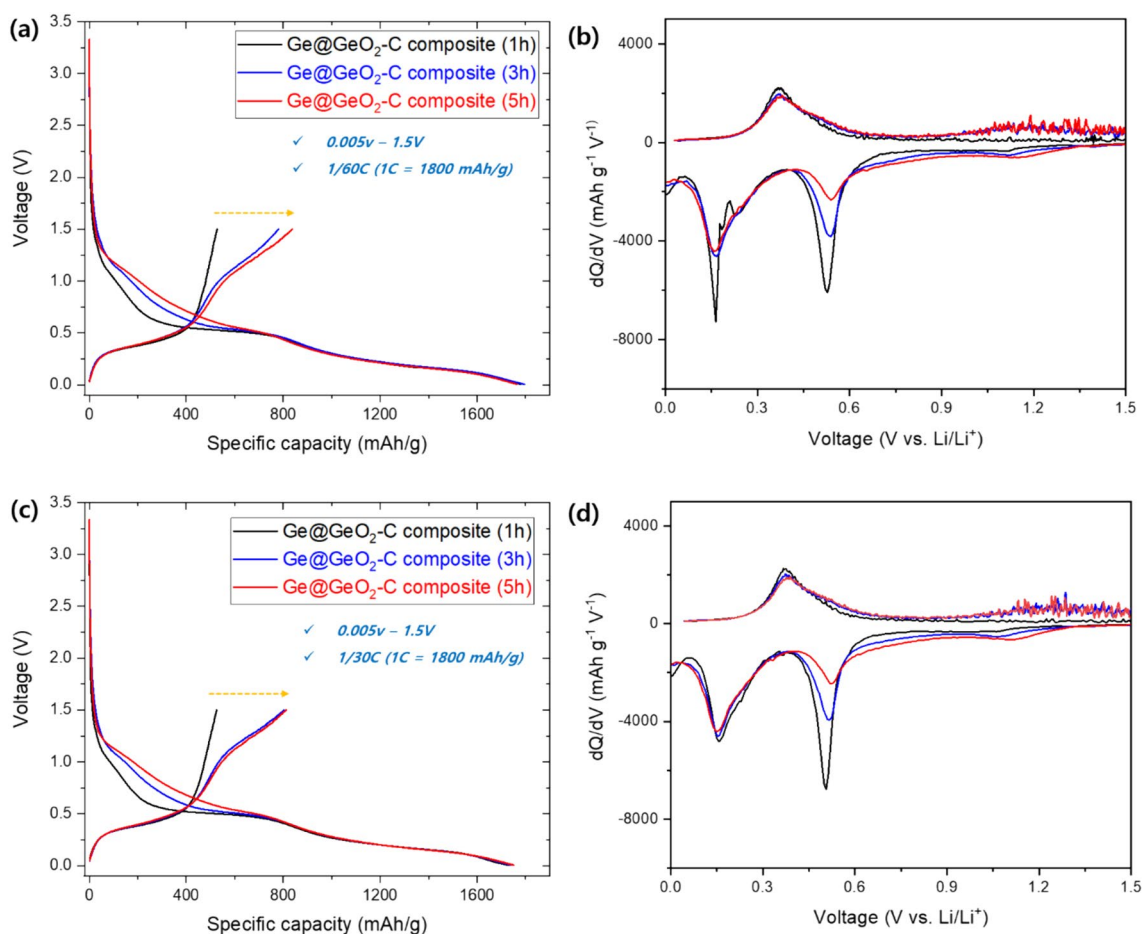 (a)
3.5
3.0
2.5
2.0
1.5
1.0
0.5
0.0
Voltage (V)
Ge@GeO₂-C composite (1h)
Ge@GeO₂-C composite (3h)
Ge@GeO₂-C composite (5h)
✓ 0.005v – 1.5V
✓ 1/60C (1C = 1800 mAh/g)
0 400 800 1200 1600
Specific capacity (mAh/g)
(b)
4000
0
-4000
-8000
dQ/dV (mAh g⁻¹ V⁻¹)
0.0 0.3 0.6 0.9 1.2 1.5
Voltage (V vs. Li/Li⁺)
(c)
3.5
3.0
2.5
2.0
1.5
1.0
0.5
0.0
Voltage (V)
Ge@GeO₂-C composite (1h)
Ge@GeO₂-C composite (3h)
Ge@GeO₂-C composite (5h)
✓ 0.005v – 1.5V
✓ 1/30C (1C = 1800 mAh/g)
0 400 800 1200 1600
Specific capacity (mAh/g)
(d)
4000
0
-4000
-8000
dQ/dV (mAh g⁻¹ V⁻¹)
0.0 0.3 0.6 0.9 1.2 1.5
Voltage (V vs. Li/Li⁺)